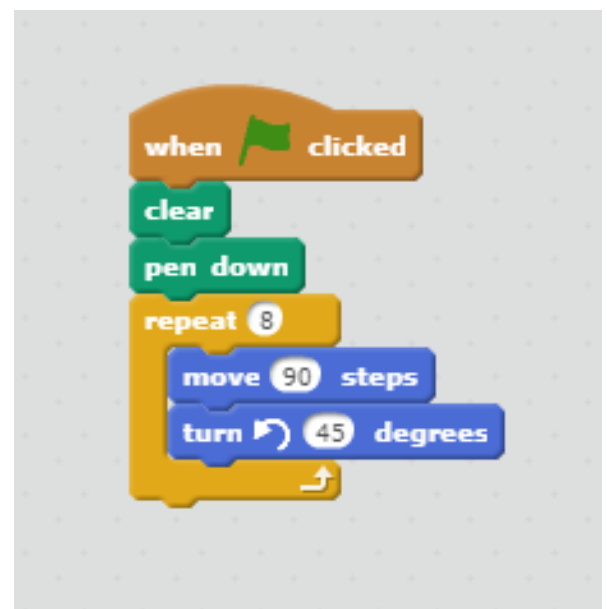 when clicked
clear
pen down
repeat 8
move 90 steps
turn 45 degrees